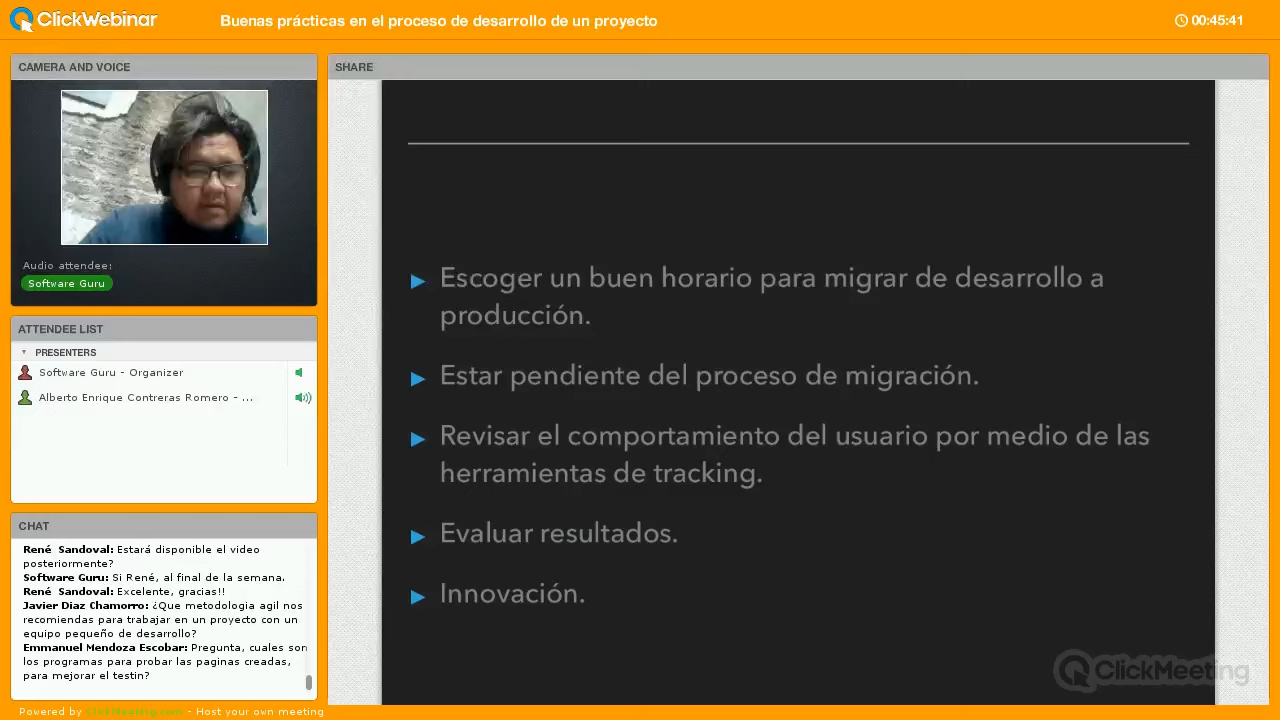 ClickWebinar
Buenas prácticas en el proceso de desarrollo de un proyecto
00:45:41
CAMERA AND VOICE
Audio attendee:
Software Guru
ATTENDEE LIST
PRESENTERS
Software Guru - Organizer
Alberto Enrique Contreras Romero - ...
CHAT
René Sandoval: Estará disponible el video
posteriormente?
Software Guru: Si René, al final de la semana.
René Sandoval: Excelente, gracias!!
Javier Diaz Chamorro: ¿Que metodologia agil nos
recomiendas para trabajar en un proyecto con un
equipo pequeño de desarrollo?
Emmanuel Mendoza Escobar: Pregunta, cuales son
los programas para probar las paginas creadas,
para mejorar el testin?
Powered by ClickMeeting.com - Host your own meeting
SHARE
Escoger un buen horario para migrar de desarrollo a
producción.
Estar pendiente del proceso de migración.
Revisar el comportamiento del usuario por medio de las
herramientas de tracking.
Evaluar resultados.
Innovación.
ClickMeeting